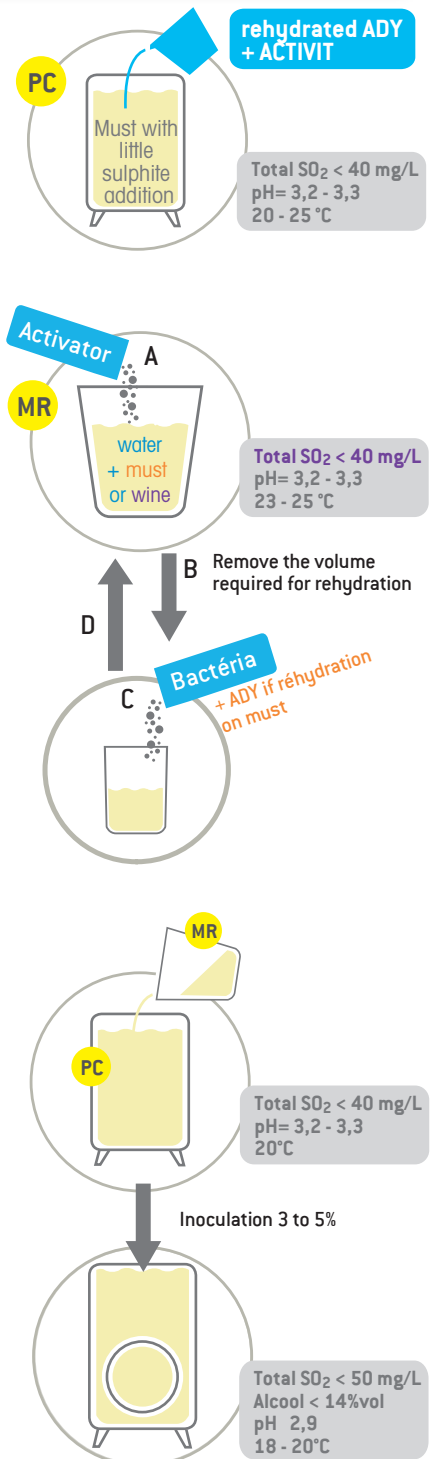 rehydrated ADY
+ ACTIVIT
PC
Must with
little
sulphite
addition
Total SO2 < 40 mg/L
pH= 3,2 - 3,3
20 - 25 °C
Activator
A
MR
water
+ must
or wine
Total SO2 < 40 mg/L
pH= 3,2 - 3,3
23 - 25 °C
B
Remove the volume
required for rehydration
D
Bactéria
+ ADY if réhydration
on must
C
MR
PC
Total SO2 < 40 mg/L
pH= 3,2 - 3,3
20°C
Inoculation 3 to 5%
Total SO2 < 50 mg/L
Alcool < 14%vol
pH 2,9
18 - 20°C